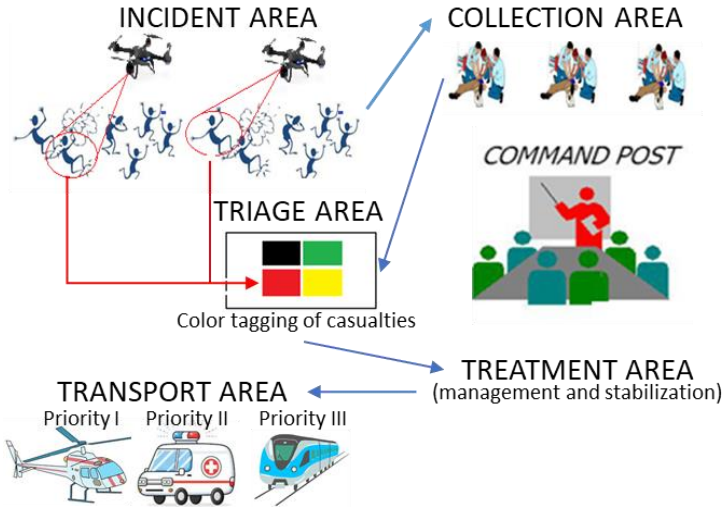 INCIDENT AREA
COLLECTION AREA
COMMAND POST
TRIAGE AREA
Color tagging of casualties
TREATMENT AREA
(management and stabilization)
TRANSPORT AREA
Priority I
Priority II
Priority III